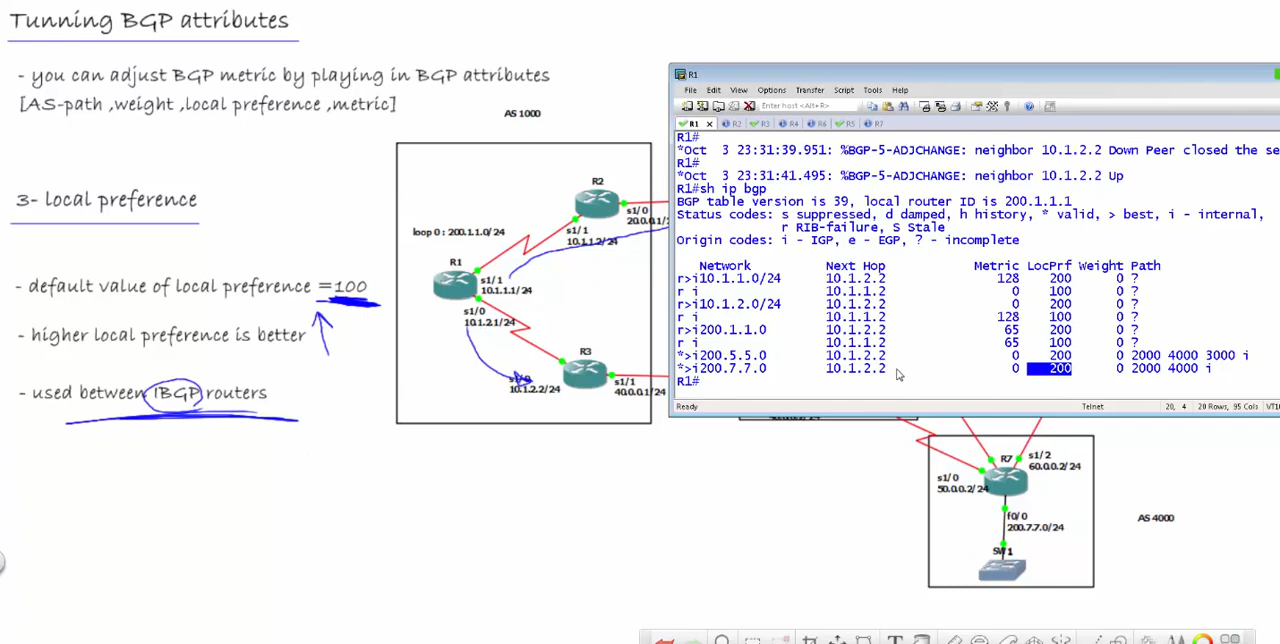 Tunning BGP attributes
- you can adjust BGP metric by playing in BGP attributes
[AS-path ,weight ,local preference ,metric]
3- local preference
- default value of local preference =100
- higher local preference is better
- used between IBGP routers
AS 1000
R2
s1/0
20.0.0.1/24
s1/1
10.1.1.2/24
loop 0 : 200.1.1.0/24
R1
s1/1
10.1.1.1/24
s1/0
10.1.2.1/24
R3
s1/0
10.1.2.2/24
s1/1
40.0.0.1/24
R1
File Edit View Options Transfer Script Tools Help
Enter host <Alt+R>
R1 x R2 R3 R4 R6 R5 R7
R1#
*Oct 3 23:31:39.951: %BGP-5-ADJCHANGE: neighbor 10.1.2.2 Down Peer closed the se
R1#
*Oct 3 23:31:41.495: %BGP-5-ADJCHANGE: neighbor 10.1.2.2 Up
R1#sh ip bgp
BGP table version is 39, local router ID is 200.1.1.1
Status codes: s suppressed, d damped, h history, * valid, > best, i - internal,
r RIB-failure, S Stale
Origin codes: i - IGP, e - EGP, ? - incomplete
Network Next Hop Metric LocPrf Weight Path
r>i10.1.1.0/24 10.1.2.2 128 200 0 ?
r i 10.1.1.2 0 100 0 ?
r>i10.1.2.0/24 10.1.2.2 0 200 0 ?
r i 10.1.1.2 128 100 0 ?
r>i200.1.1.0 10.1.2.2 65 200 0 ?
r i 10.1.1.2 65 100 0 ?
*>i200.5.5.0 10.1.2.2 0 200 0 2000 4000 3000 i
*>i200.7.7.0 10.1.2.2 0 200 0 2000 4000 i
R1#
Ready Telnet 20, 4 20 Rows, 95 Cols VT10
R7
s1/2
60.0.0.2/24
s1/0
50.0.0.2/24
f0/0
200.7.7.0/24
SW1
AS 4000